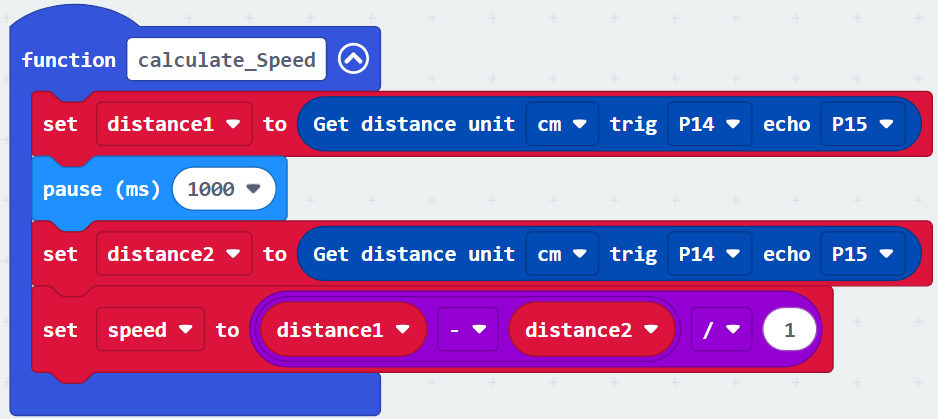 function calculate_Speed
set distance1 to Get distance unit cm trig P14 echo P15
pause (ms) 1000
set distance2 to Get distance unit cm trig P14 echo P15
set speed to distance1 - distance2 / 1